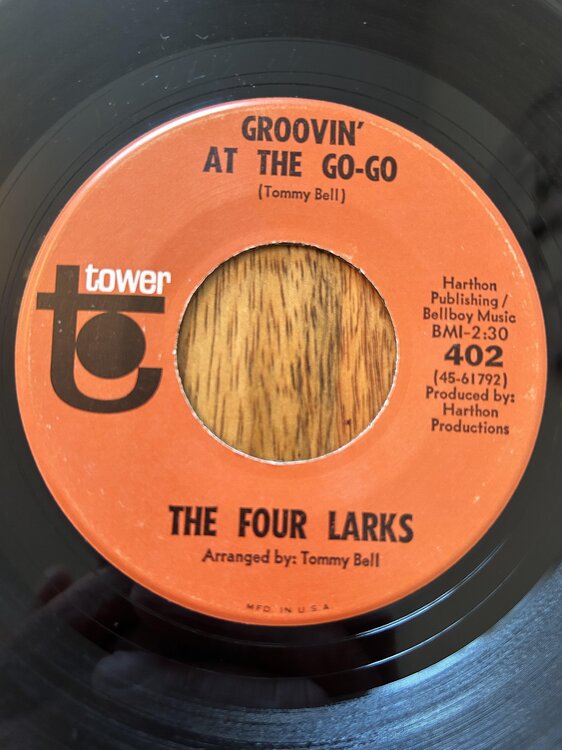 GROOVIN'
AT THE GO-GO
(Tommy Bell)
tower
Harthon
Publishing/
Bellboy Music
BMI-2:30
402
(45-61792)
Produced by:
Harthon
Productions
THE FOUR LARKS
Arranged by: Tommy Bell
MFD. IN U.S.A.